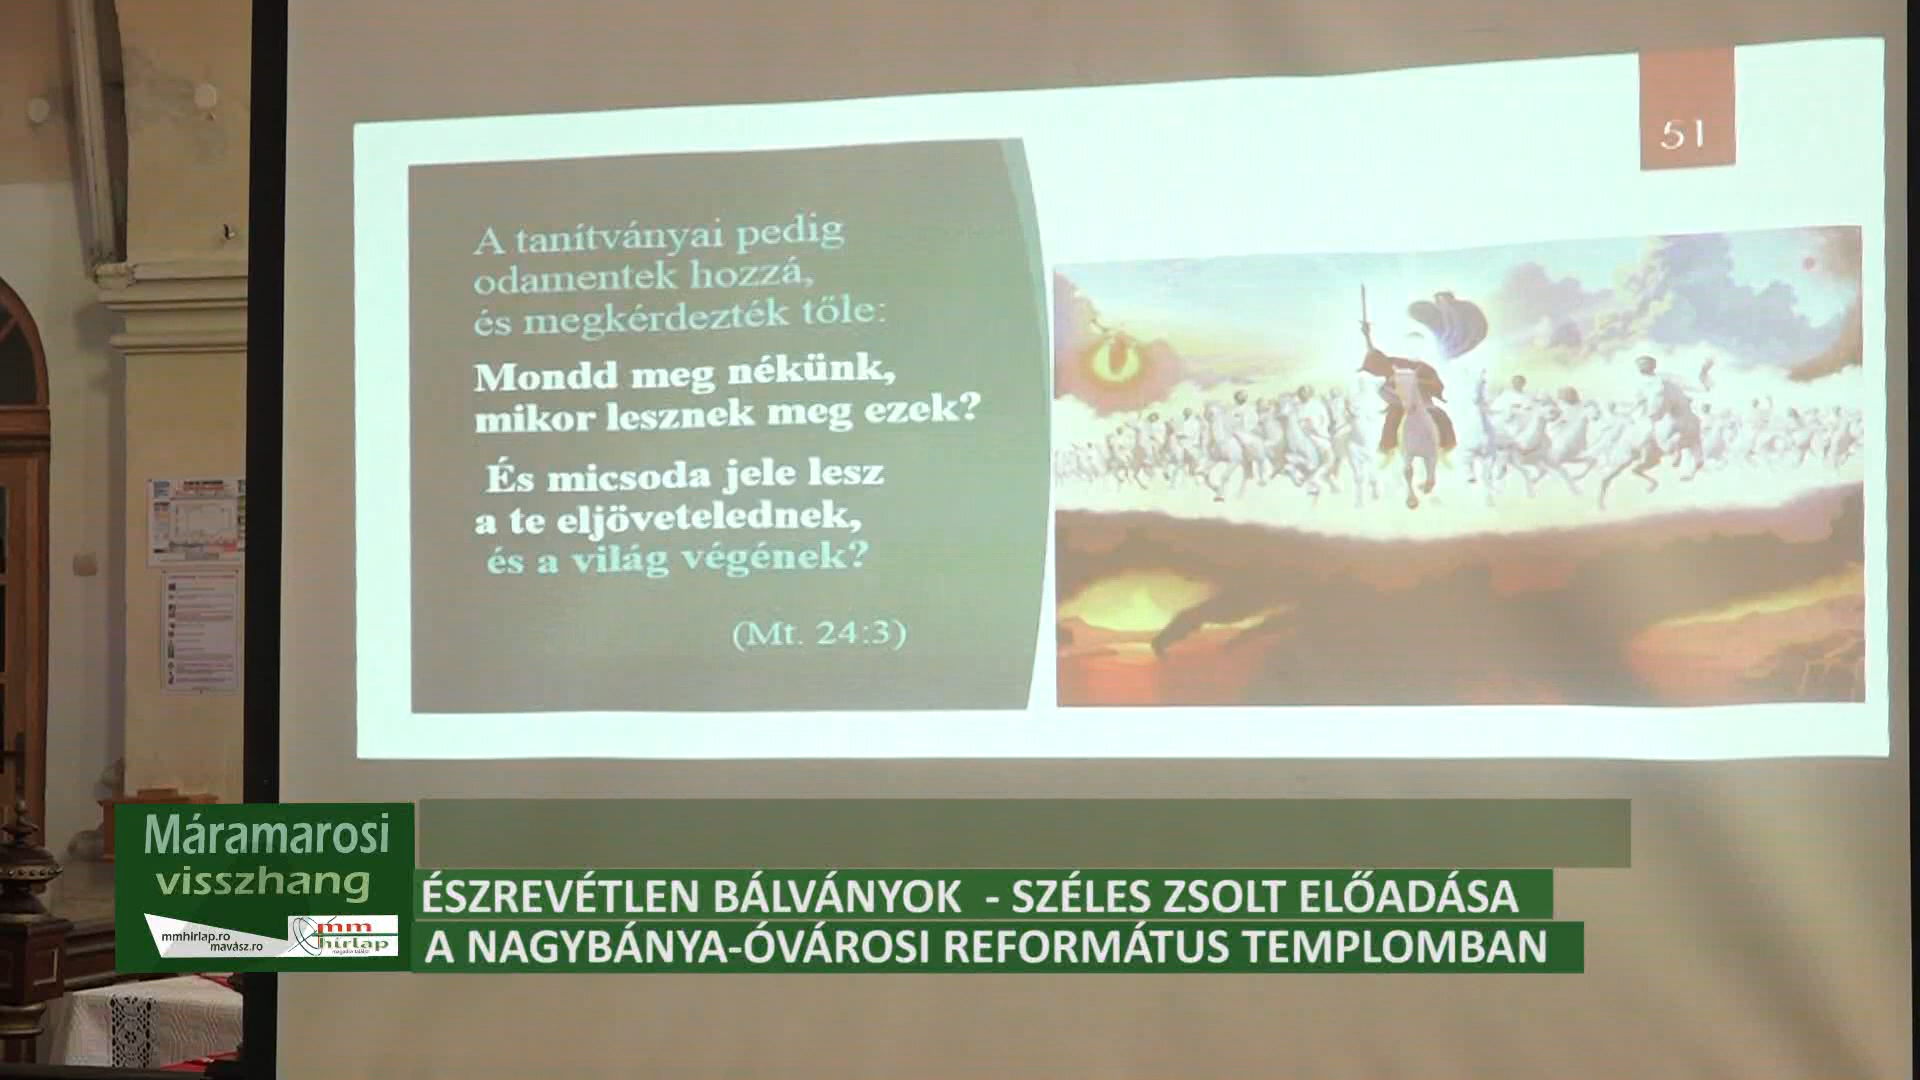 51
A tanítványai pedig
odamentek hozzá,
és megkérdezték tőle:
Mondd meg nékünk,
mikor lesznek meg ezek?
És micsoda jele lesz
a te eljövetelednek,
és a világ végének?
(Mt. 24:3)
Máramarosi
visszhang
mmhirlap.ro
mavász.ro
mm
hírlap
ÉSZREVÉTLEN BÁLVÁNYOK - SZÉLES ZSOLT ELŐADÁSA
A NAGYBÁNYA-ÓVÁROSI REFORMÁTUS TEMPLOMBAN